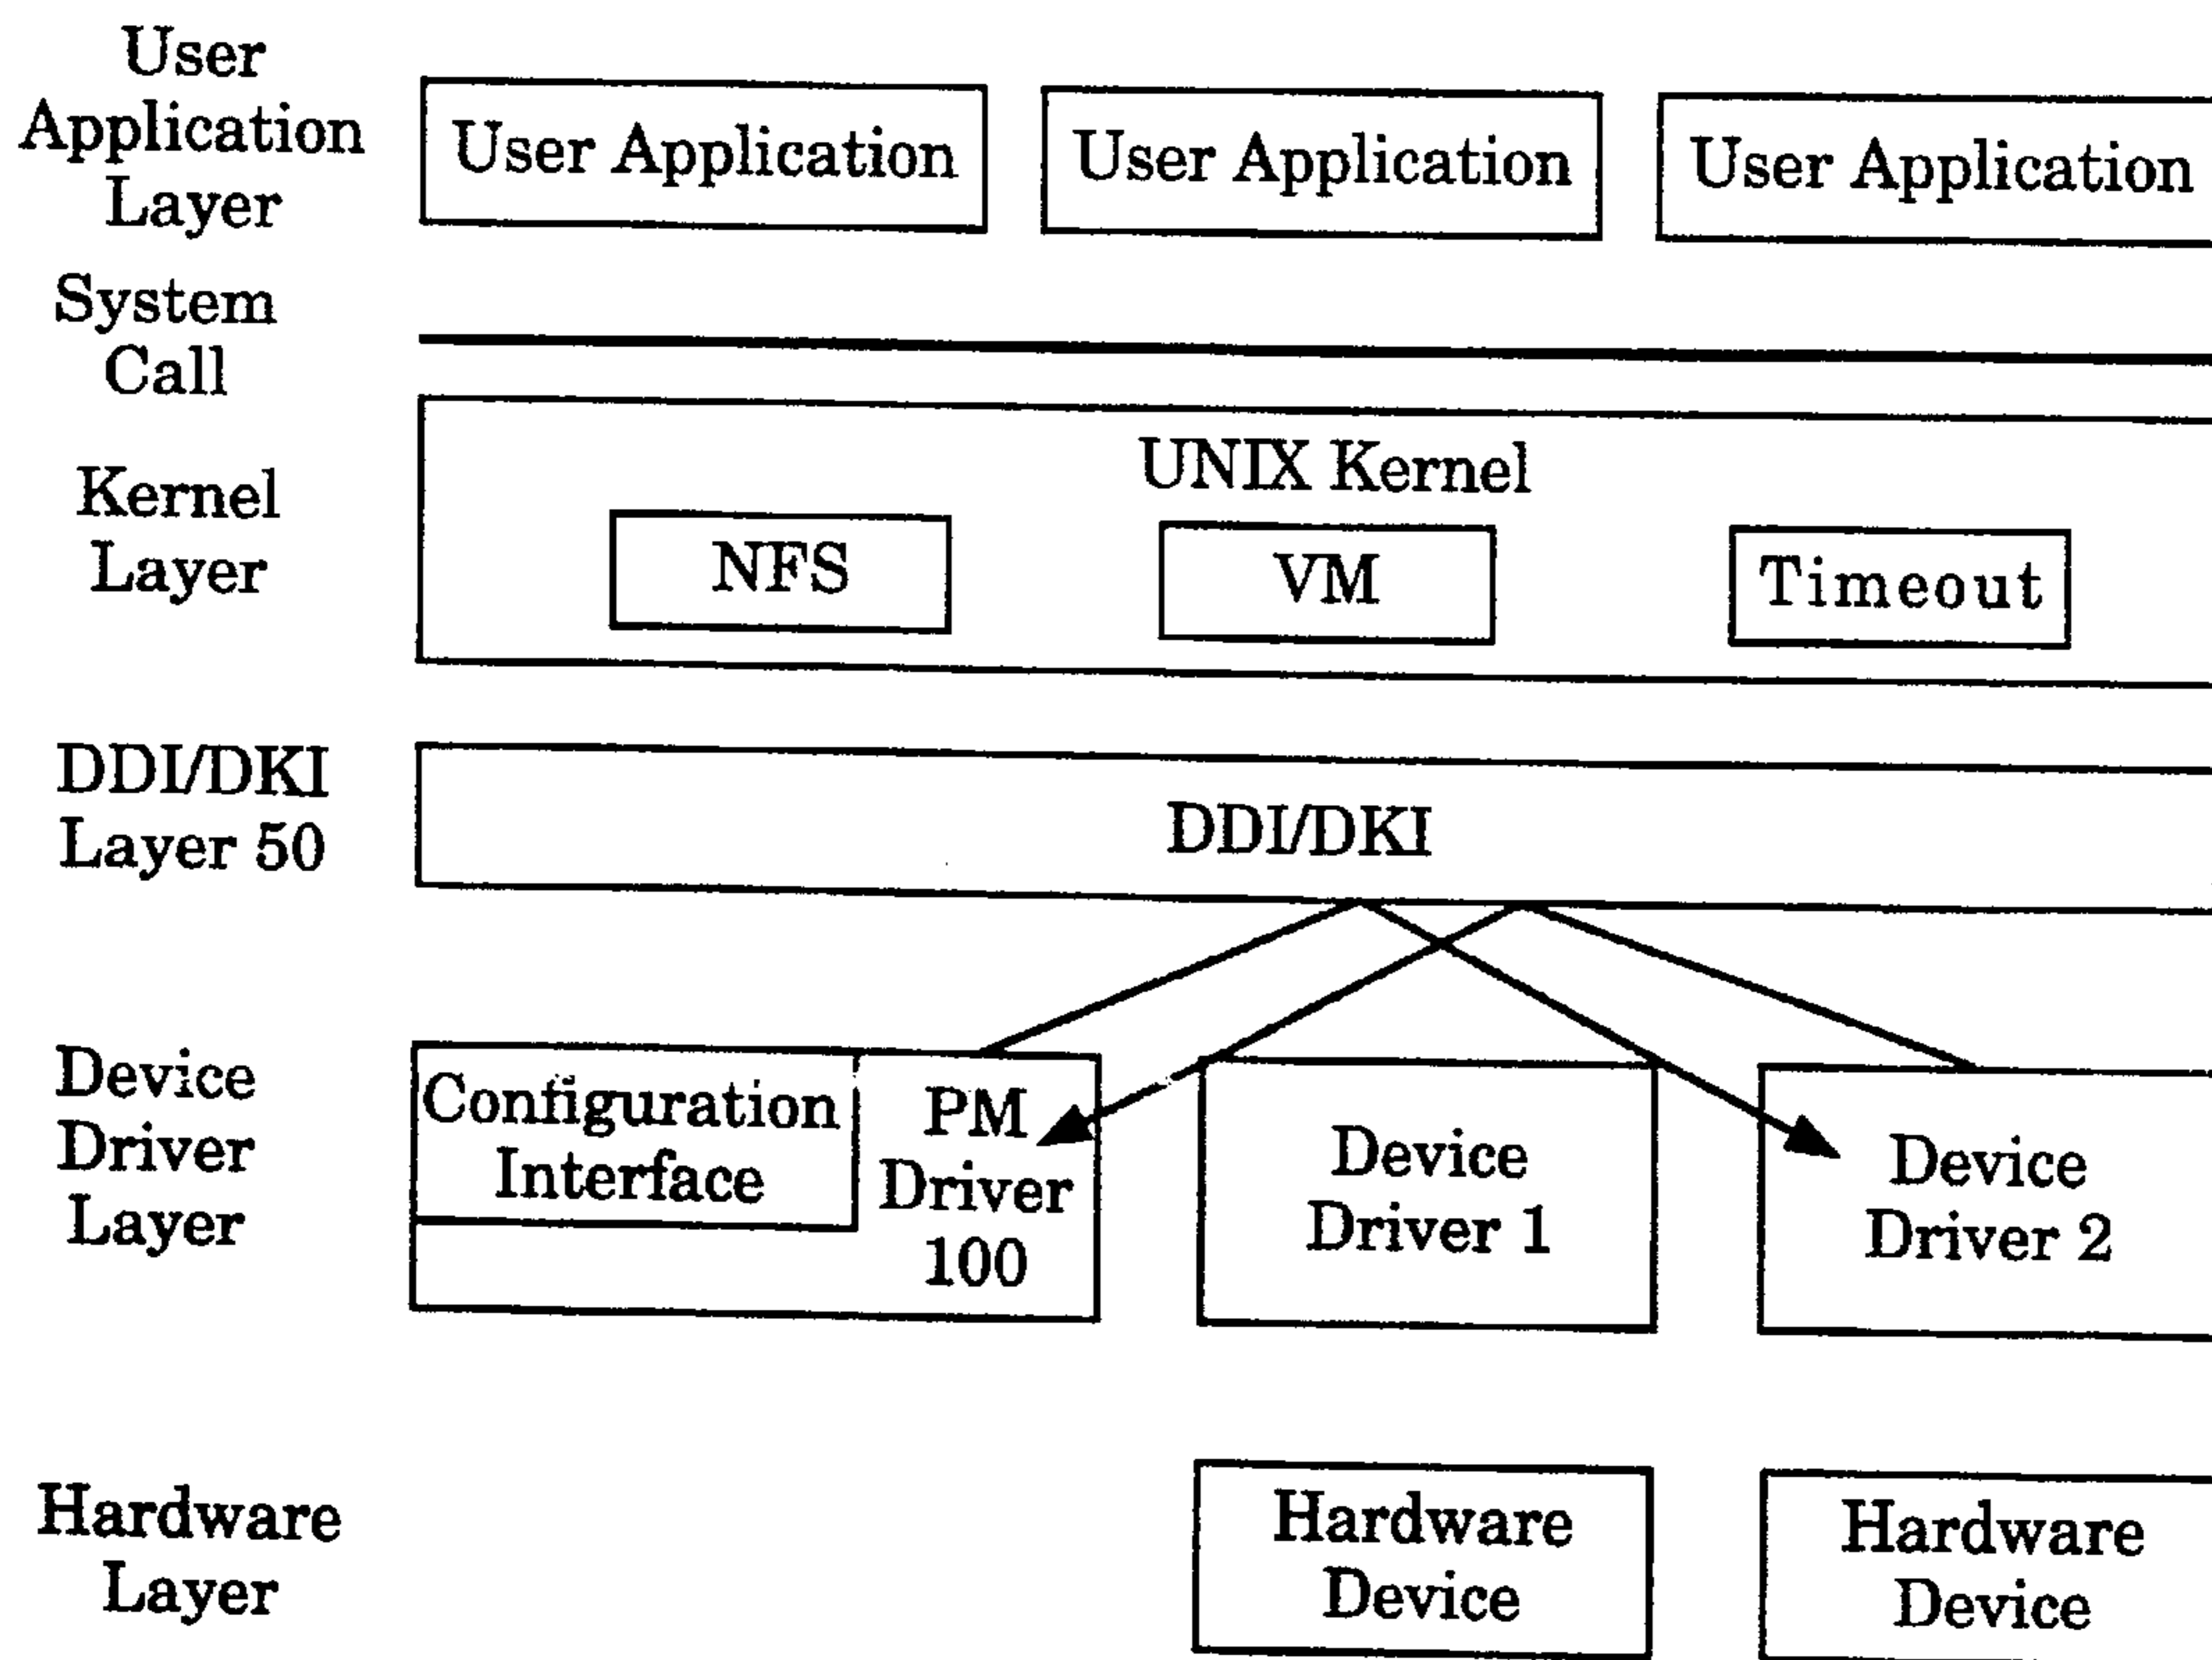 User
Application
Layer
User Application
User Application
User Application
System
Call
Kernel
Layer
UNIX Kernel
NFS
VM
Timeout
DDI/DKI
Layer 50
DDI/DKI
Device
Driver
Layer
Configuration
Interface
PM
Driver
100
Device
Driver 1
Device
Driver 2
Hardware
Layer
Hardware
Device
Hardware
Device